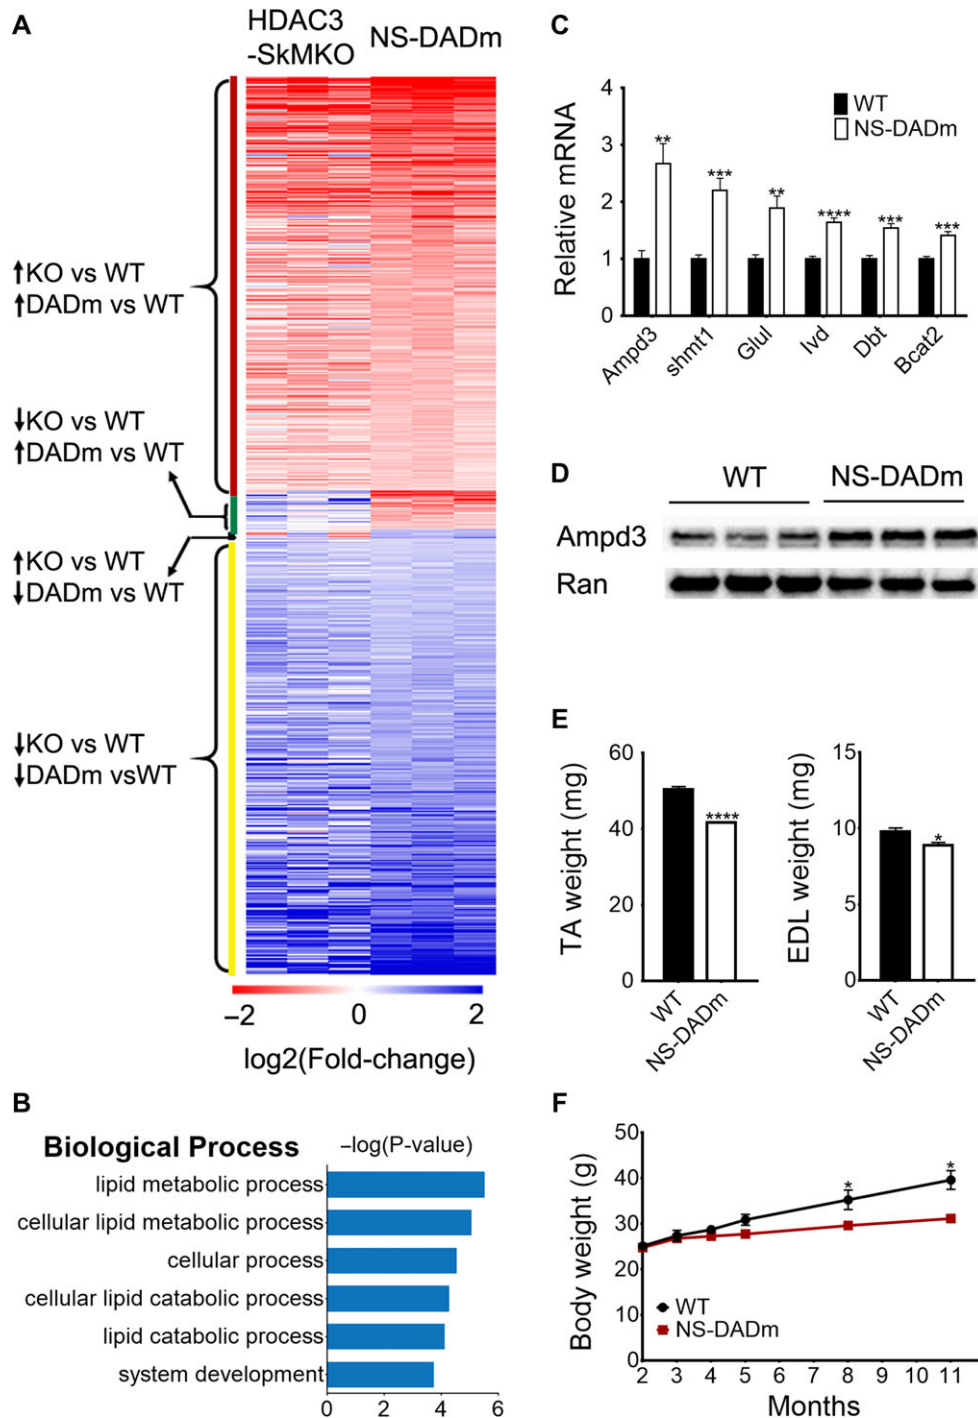 A
HDAC3
-SkMKO
NS-DADm
↑KO vs WT
↑DADm vs WT
↓KO vs WT
↑DADm vs WT
↑KO vs WT
↓DADm vs WT
↓KO vs WT
↓DADm vsWT
−2
0
2
log2(Fold-change)
B
Biological Process
−log(P-value)
lipid metabolic process
cellular lipid metabolic process
cellular process
cellular lipid catabolic process
lipid catabolic process
system development
0 2 4 6
C
WT
NS-DADm
Relative mRNA
4
3
2
1
0
** *** ** **** *** ***
Ampd3 shmt1 Glul Ivd Dbt Bcat2
D
WT NS-DADm
Ampd3
Ran
E
TA weight (mg)
60
40
20
0
****
WT NS-DADm
EDL weight (mg)
15
10
5
0
*
WT NS-DADm
F
Body weight (g)
50
40
30
20
10
0
* *
WT
NS-DADm
2 3 4 5 6 7 8 9 10 11
Months